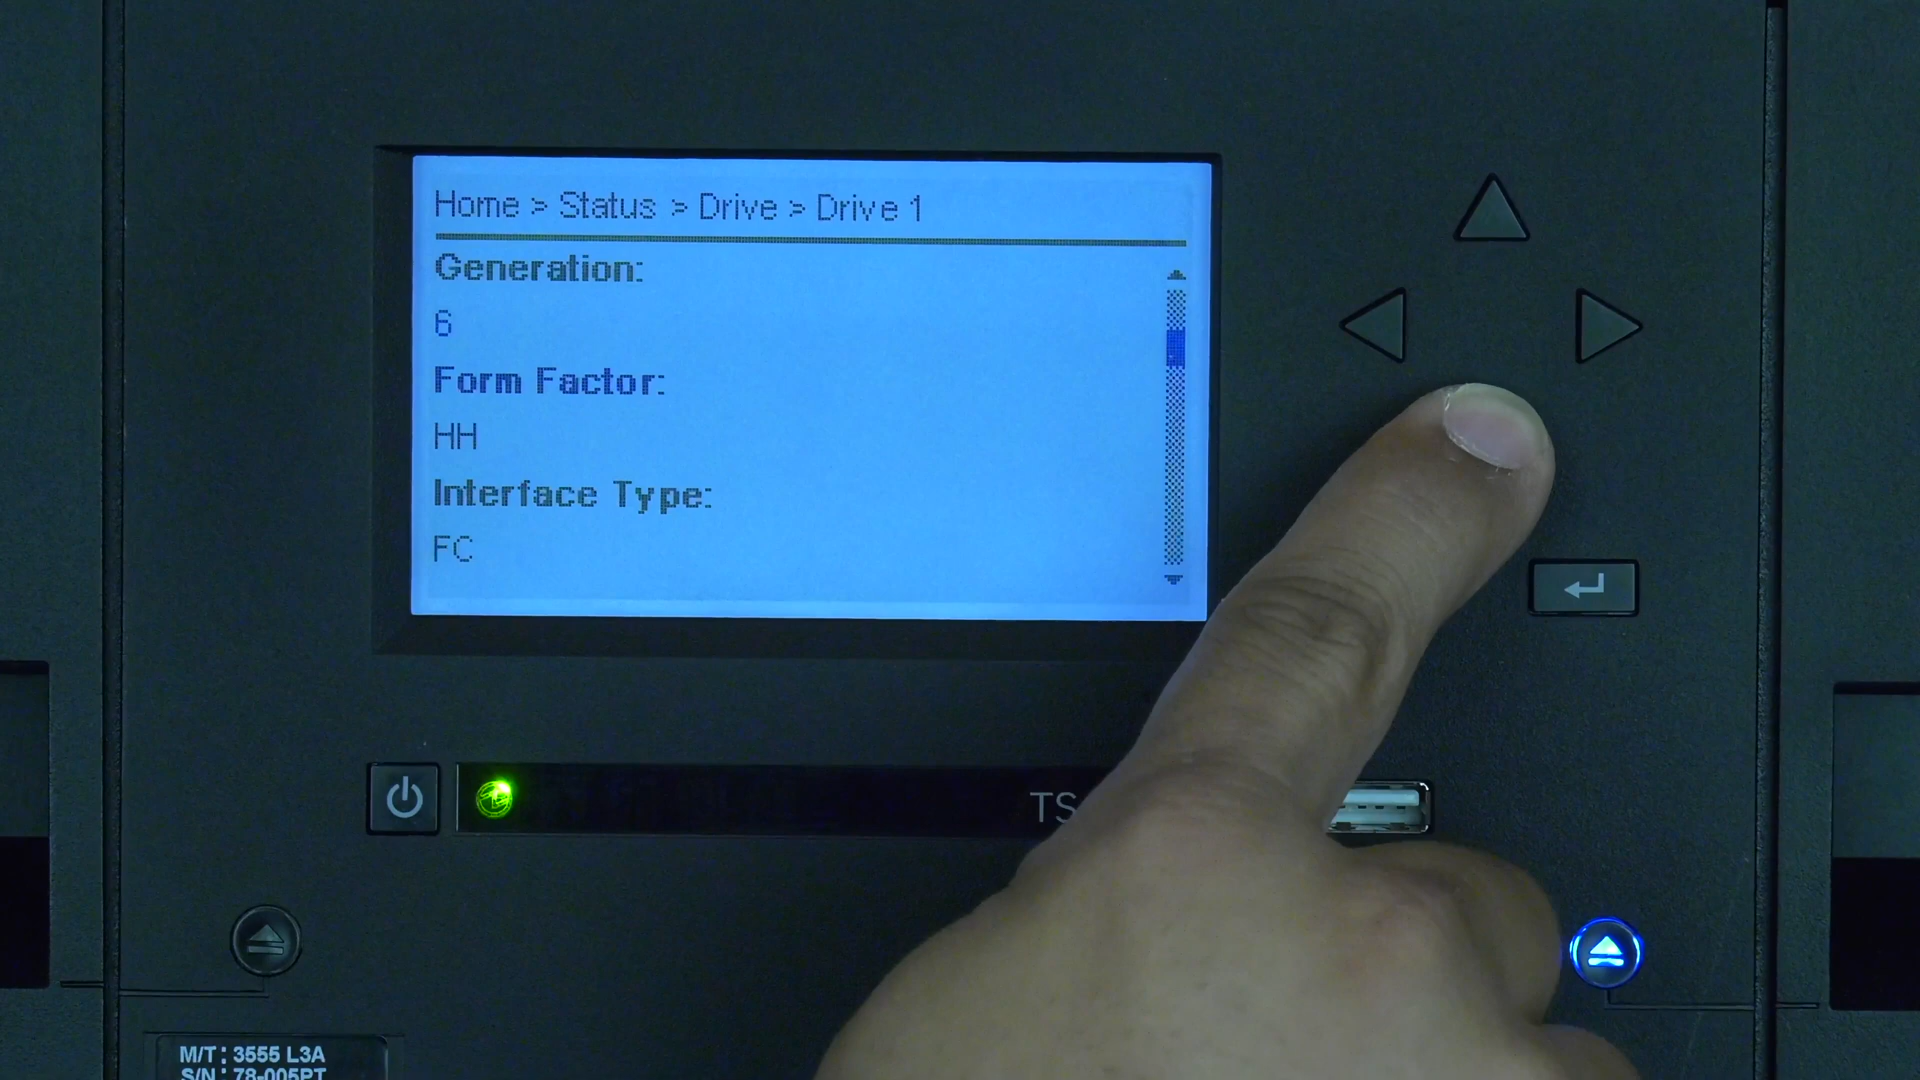 Home > Status > Drive > Drive 1
Generation:
6
Form Factor:
HH
Interface Type:
FC
TS
M/T: 3555 L3A
S/N: 78-005PT